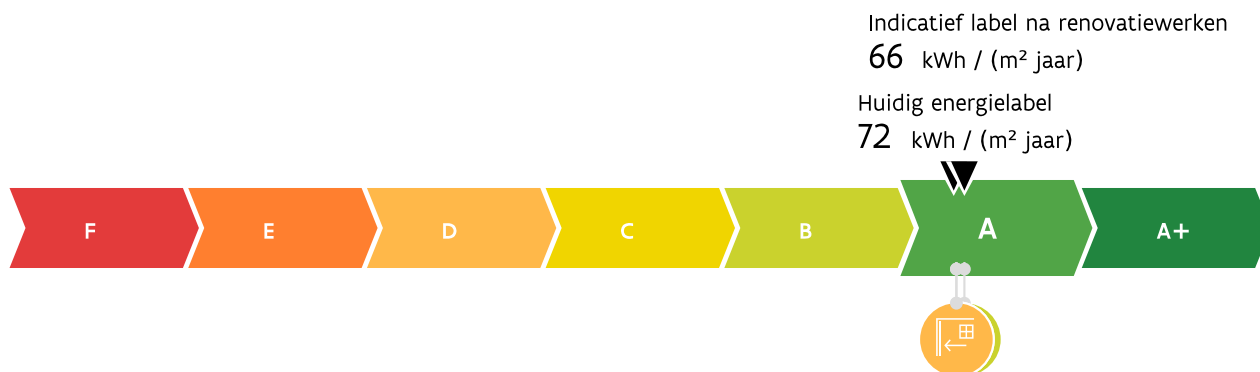 Indicatief label na renovatiewerken
66 kWh / (m² jaar)
Huidig energielabel
72 kWh / (m² jaar)
F E D C B A A+